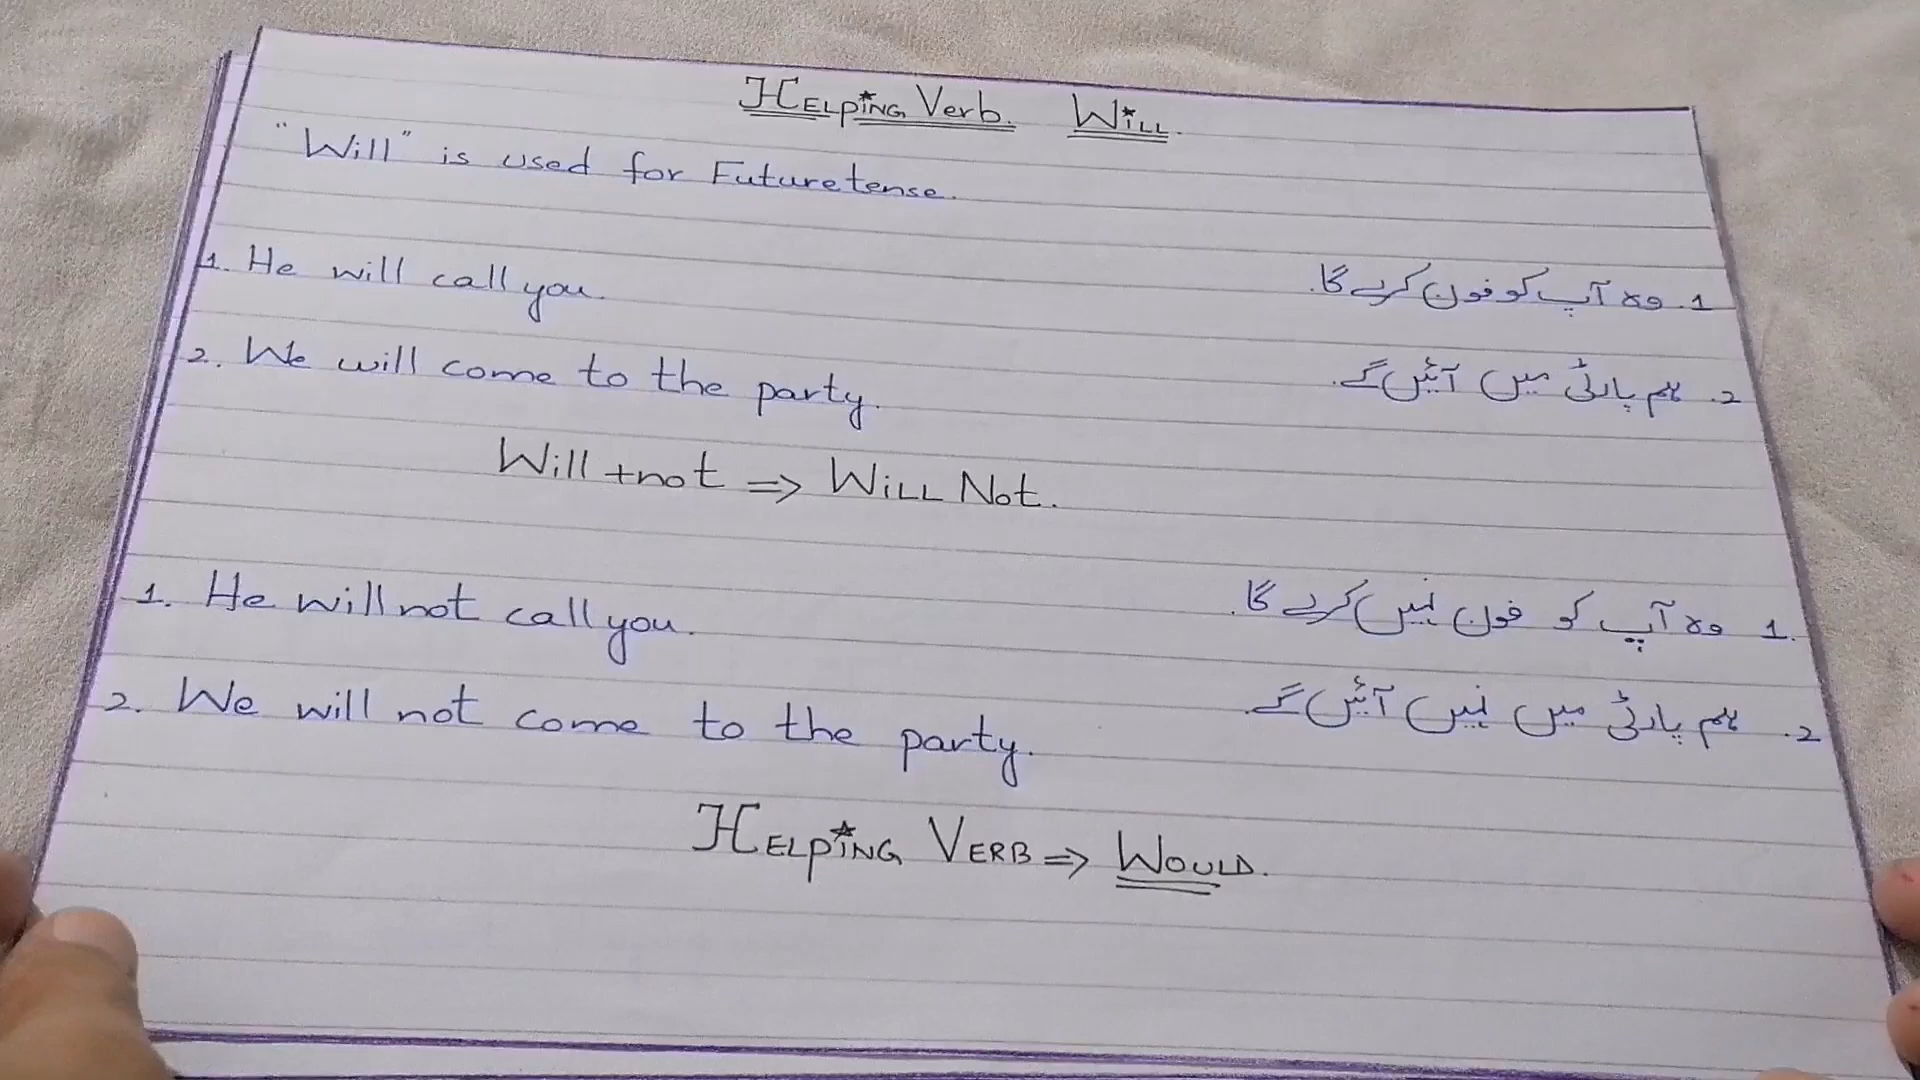 HELPING Verb. WILL.
"Will" is used for Future tense.
1. He will call you. 1. وہ آپ کو فون کرے گا.
2. We will come to the party. 2. ہم پارٹی میں آئیں گے.
Will + not => WILL Not.
1. He will not call you. 1. وہ آپ کو فون نہیں کرے گا.
2. We will not come to the party. 2. ہم پارٹی میں نہیں آئیں گے.
HELPING VERB => WOULD.